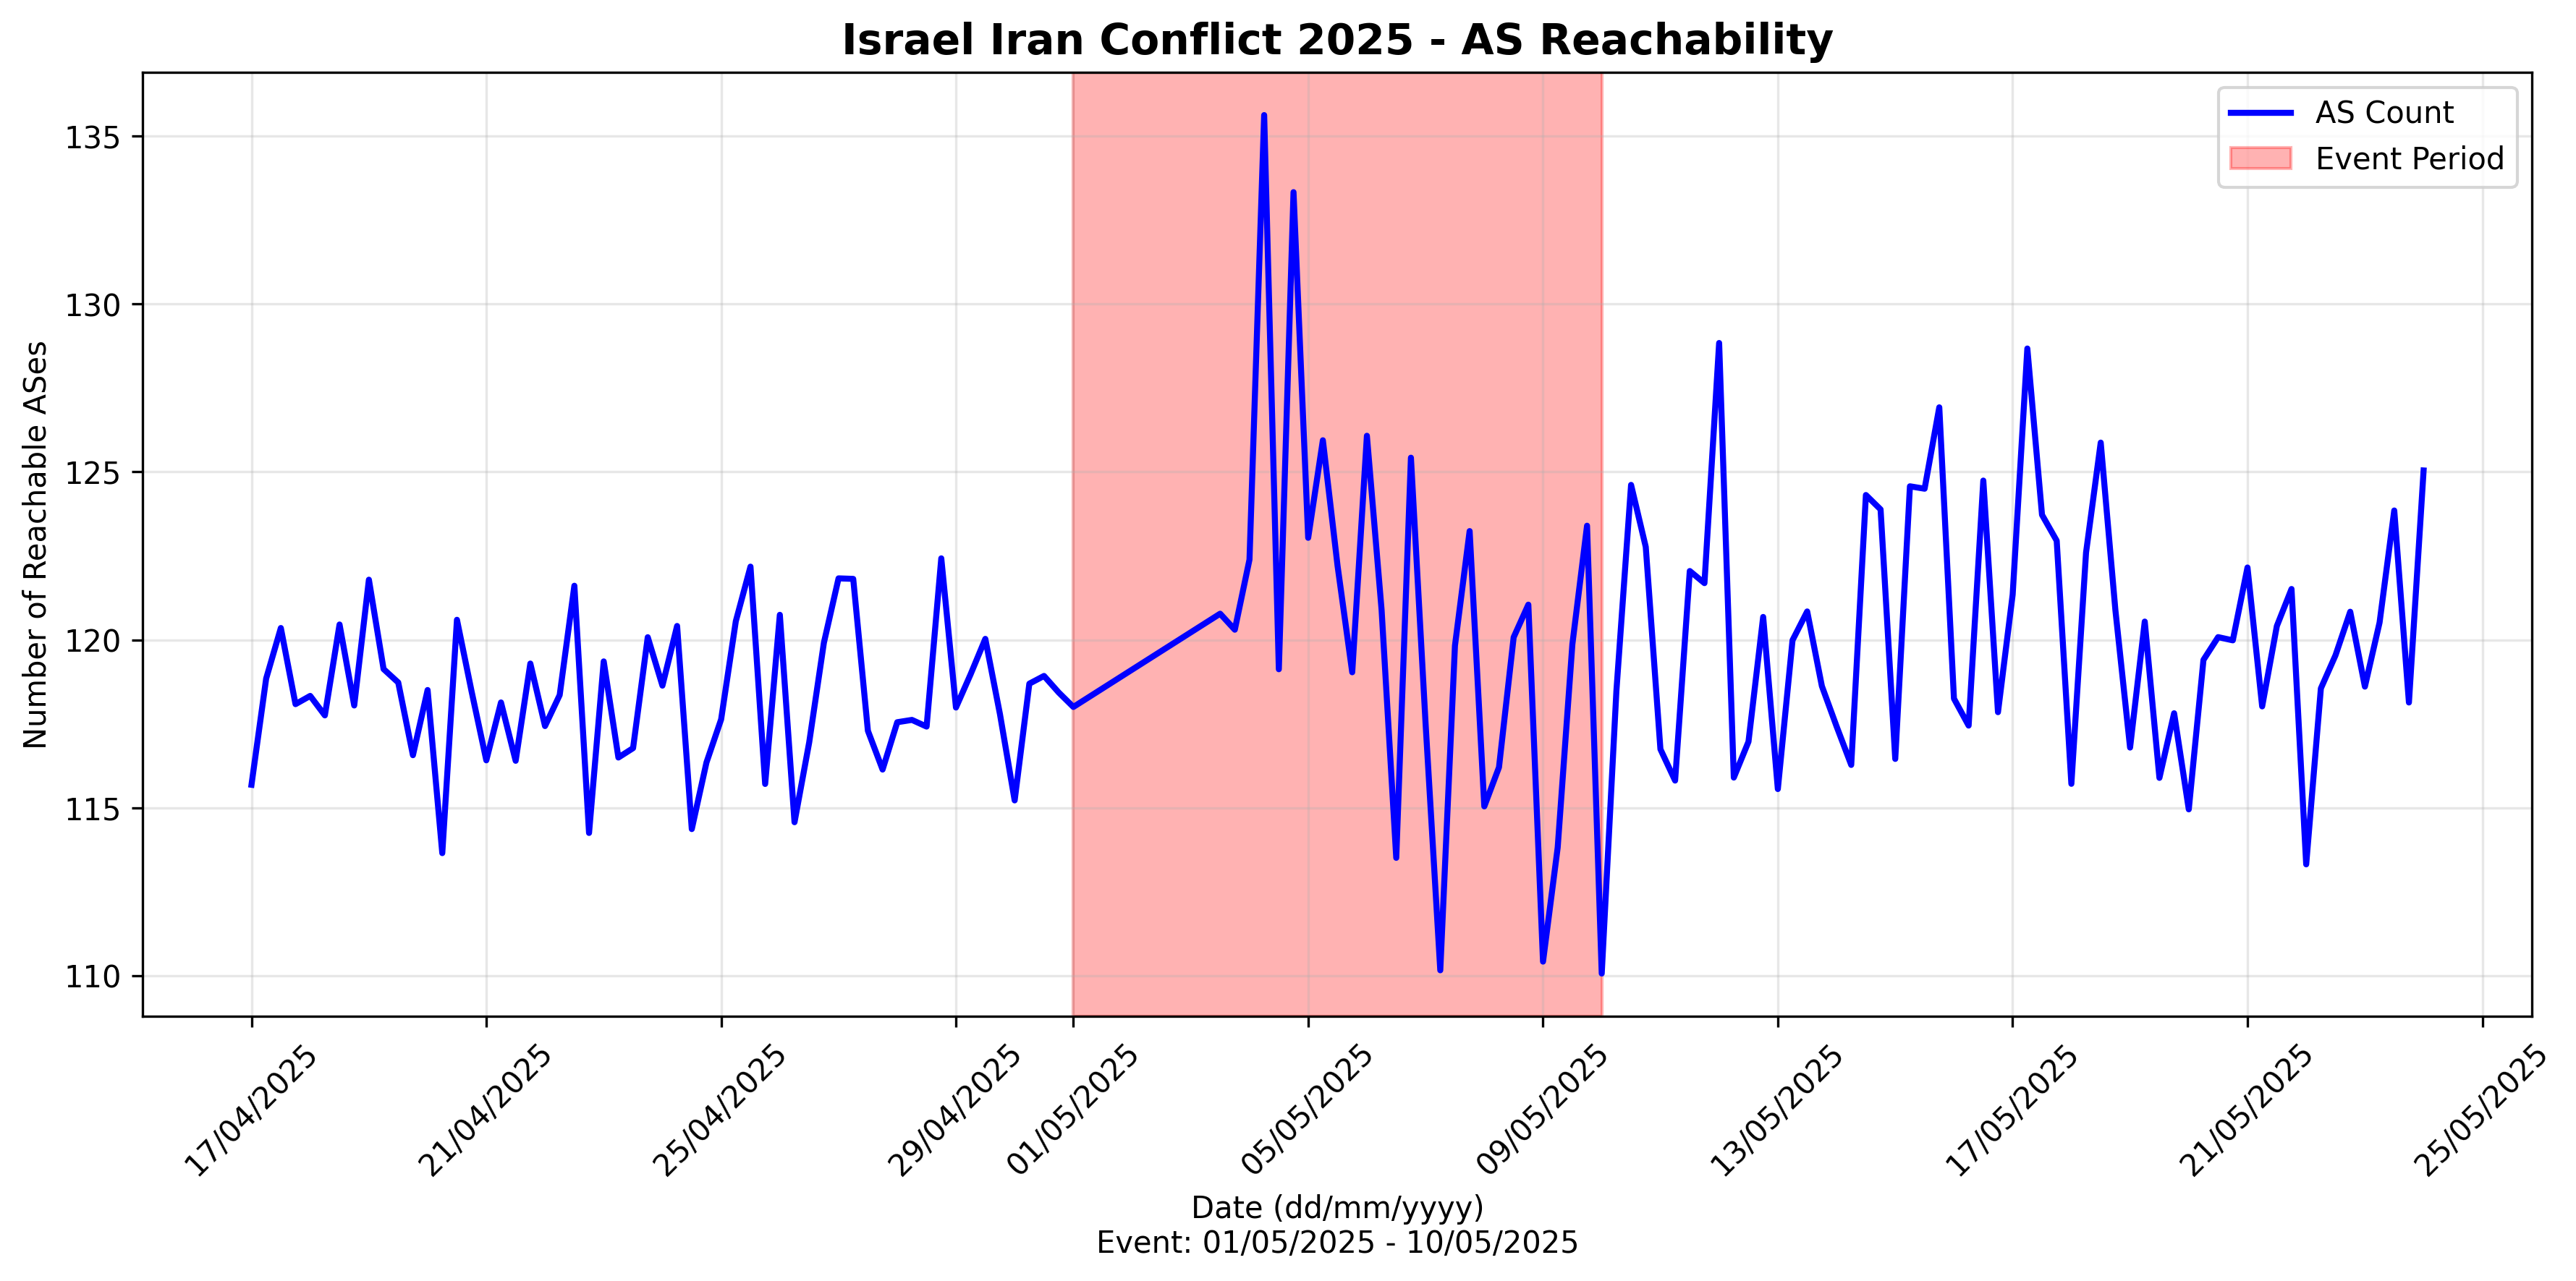 Israel Iran Conflict 2025 - AS Reachability
AS Count
Event Period
Number of Reachable ASes
135
130
125
120
115
110
17/04/2025
21/04/2025
25/04/2025
29/04/2025
01/05/2025
05/05/2025
09/05/2025
13/05/2025
17/05/2025
21/05/2025
25/05/2025
Date (dd/mm/yyyy)
Event: 01/05/2025 - 10/05/2025